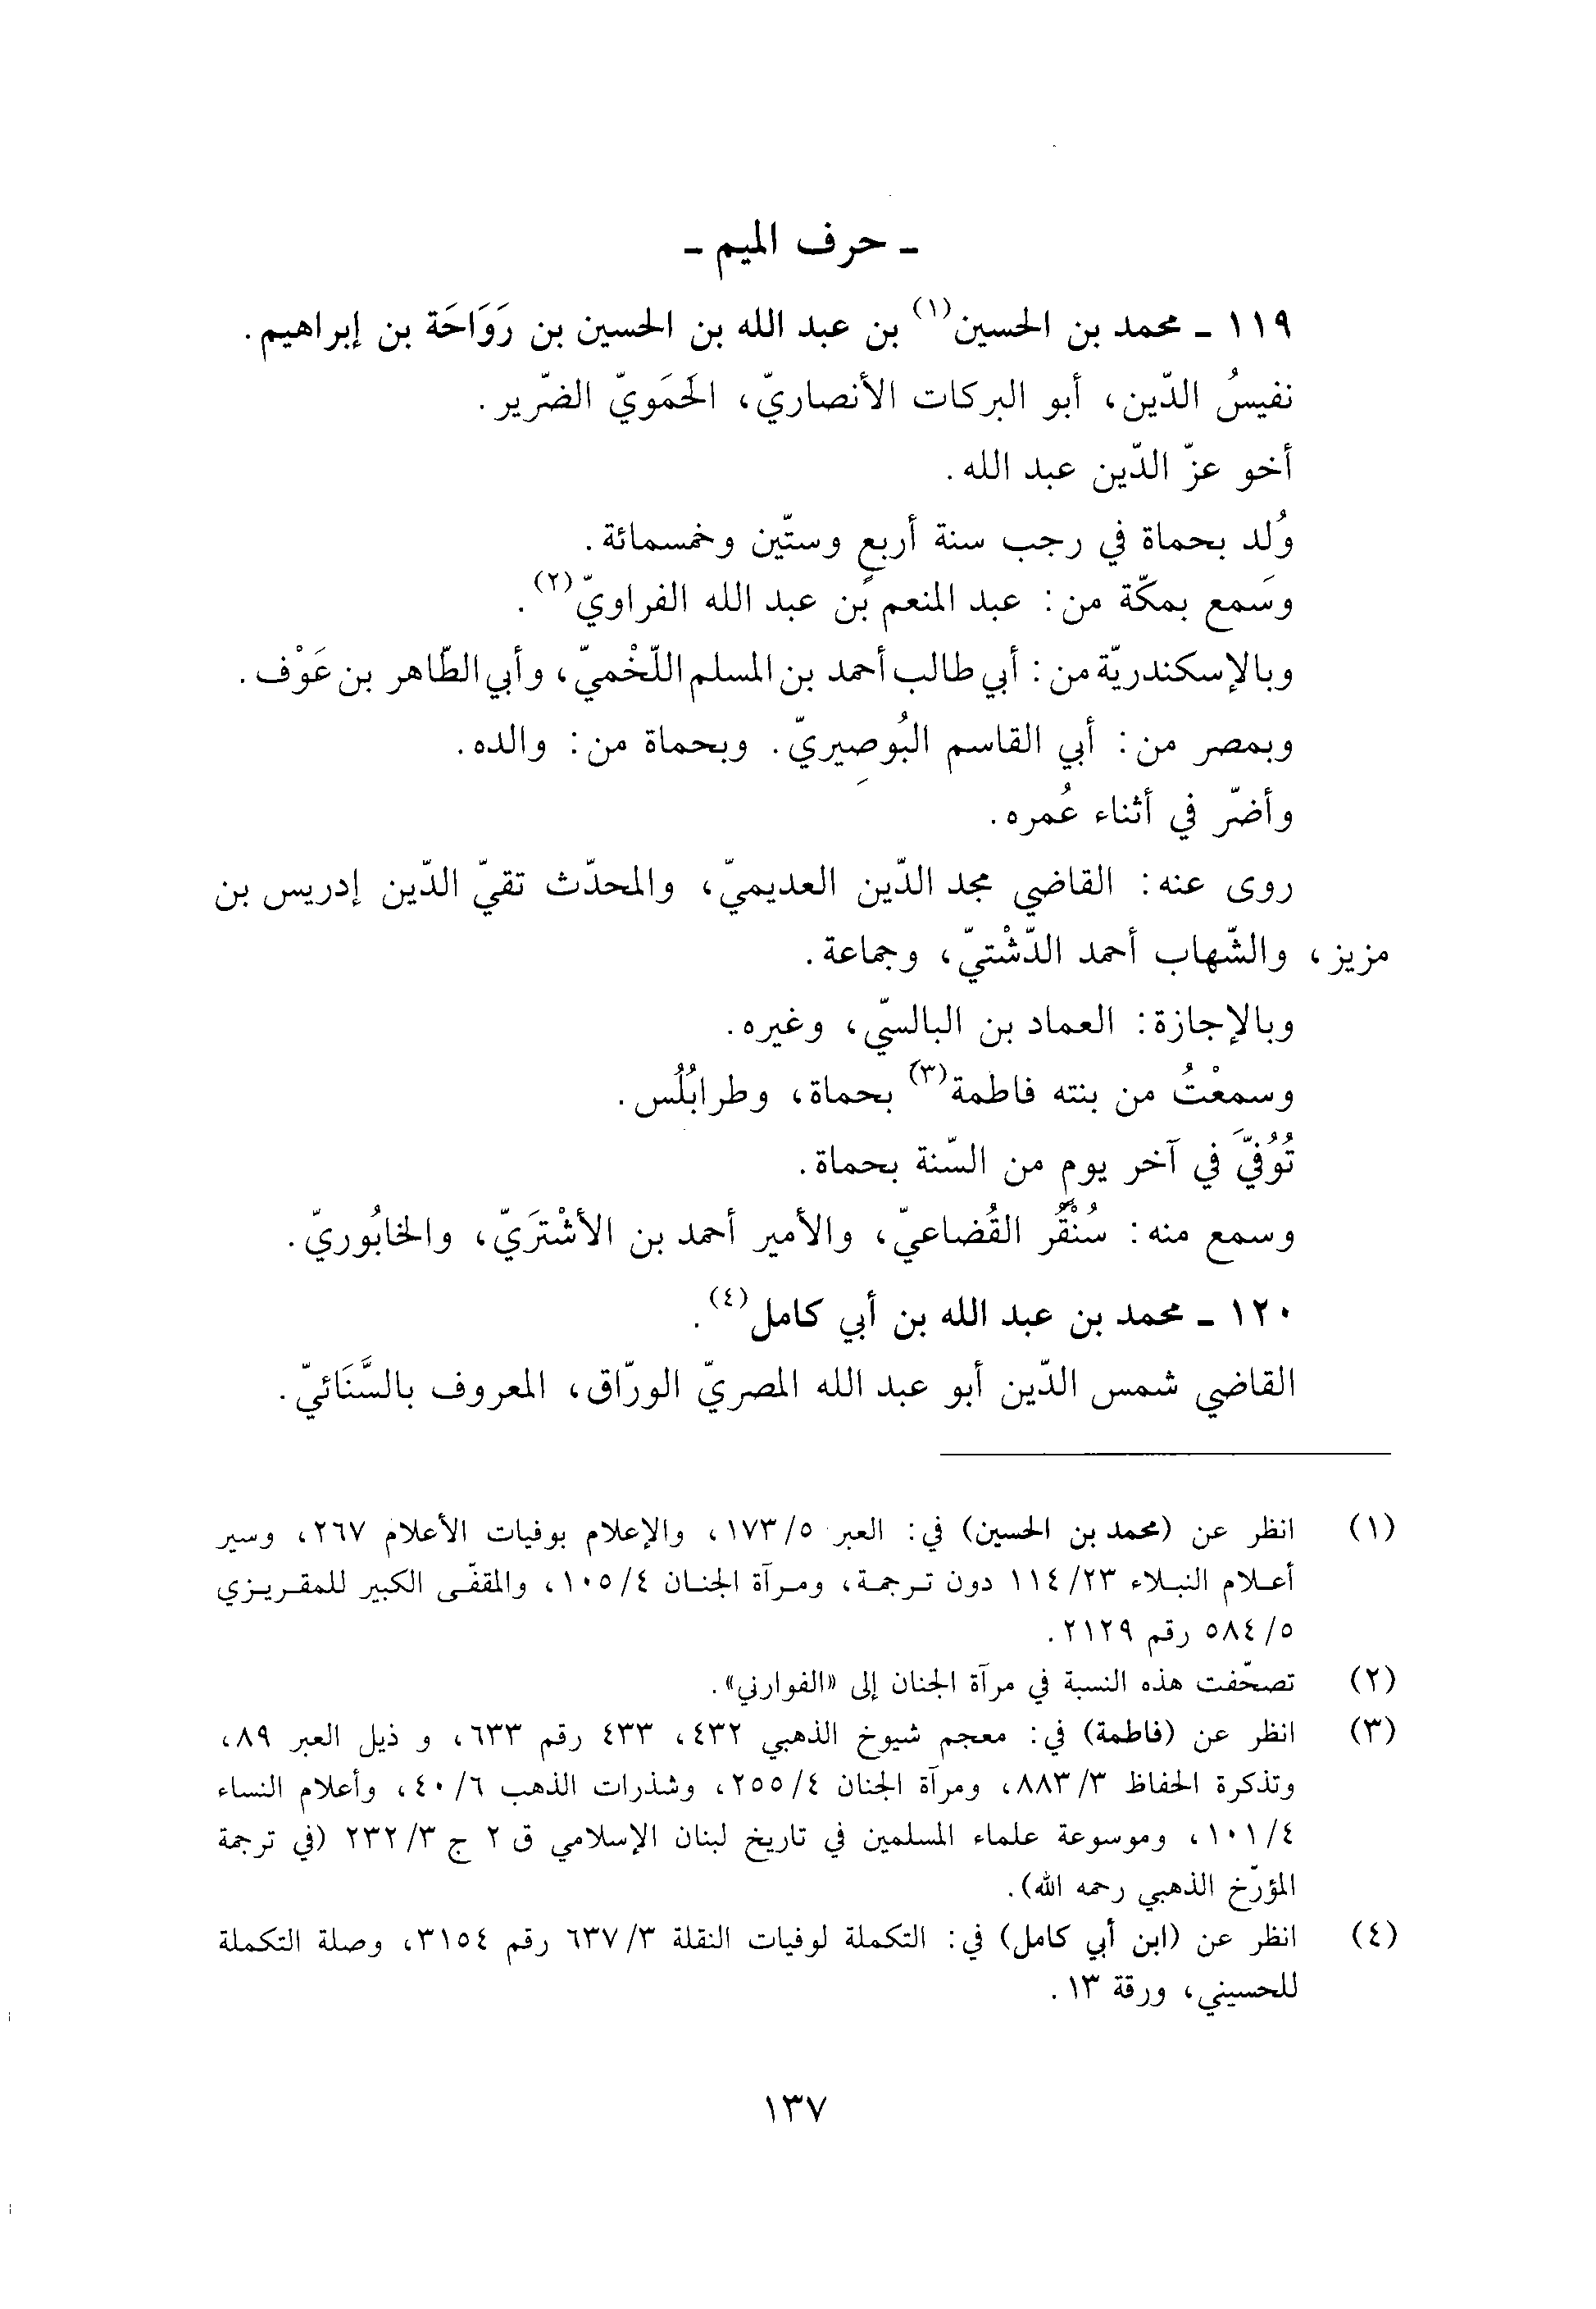 ـ حرف الميم ـ
١١٩ ـ محمد بن الحسين(١) بن عبد الله بن الحسين بن رَوَاحَة بن إبراهيم.
نفيسُ الدّين، أبو البركات الأنصاريّ، الحَمَويّ الضّرير.
أخو عزّ الدّين عبد الله.
وُلد بحماة في رجب سنة أربعٍ وستّين وخمسمائة.
وسَمع بمكّة من: عبد المنعم بن عبد الله الفراويّ(٢).
وبالإسكندريّة من: أبي طالب أحمد بن المسلم اللّخْميّ، وأبي الطّاهر بن عَوْف.
وبمصر من: أبي القاسم البُوصِيريّ. وبحماة من: والده.
وأضرّ في أثناء عُمره.
روى عنه: القاضي مجد الدّين العديميّ، والمحدّث تقيّ الدّين إدريس بن
مزيز، والشّهاب أحمد الدّشْتيّ، وجماعة.
وبالإجازة: العماد بن البالسيّ، وغيره.
وسمعْتُ من بنته فاطمة(٣) بحماة، وطرابُلُس.
تُوُفّيَ في آخر يومٍ من السّنة بحماة.
وسمع منه: سُنْقُر القُضاعيّ، والأمير أحمد بن الأشْتَريّ، والخابُوريّ.
١٢٠ ـ محمد بن عبد الله بن أبي كامل(٤).
القاضي شمس الدّين أبو عبد الله المصريّ الورّاق، المعروف بالسَّنَائيّ.
(١) انظر عن (محمد بن الحسين) في: العبر ١٧٣/٥، والإعلام بوفيات الأعلام ٢٦٧، وسير
أعلام النبلاء ١١٤/٢٣ دون ترجمة، ومرآة الجنان ١٠٥/٤، والمقفّى الكبير للمقريزي
٥٨٤/٥ رقم ٢١٢٩.
(٢) تصحّفت هذه النسبة في مرآة الجنان إلى «الفوارني».
(٣) انظر عن (فاطمة) في: معجم شيوخ الذهبي ٤٣٢، ٤٣٣ رقم ٦٣٣، و ذيل العبر ٨٩،
وتذكرة الحفاظ ٨٨٣/٣، ومرآة الجنان ٢٥٥/٤، وشذرات الذهب ٤٠/٦، وأعلام النساء
١٠١/٤، وموسوعة علماء المسلمين في تاريخ لبنان الإسلامي ق ٢ ج ٢٣٢/٣ (في ترجمة
المؤرّخ الذهبي رحمه الله).
(٤) انظر عن (ابن أبي كامل) في: التكملة لوفيات النقلة ٦٣٧/٣ رقم ٣١٥٤، وصلة التكملة
للحسيني، ورقة ١٣.
١٣٧